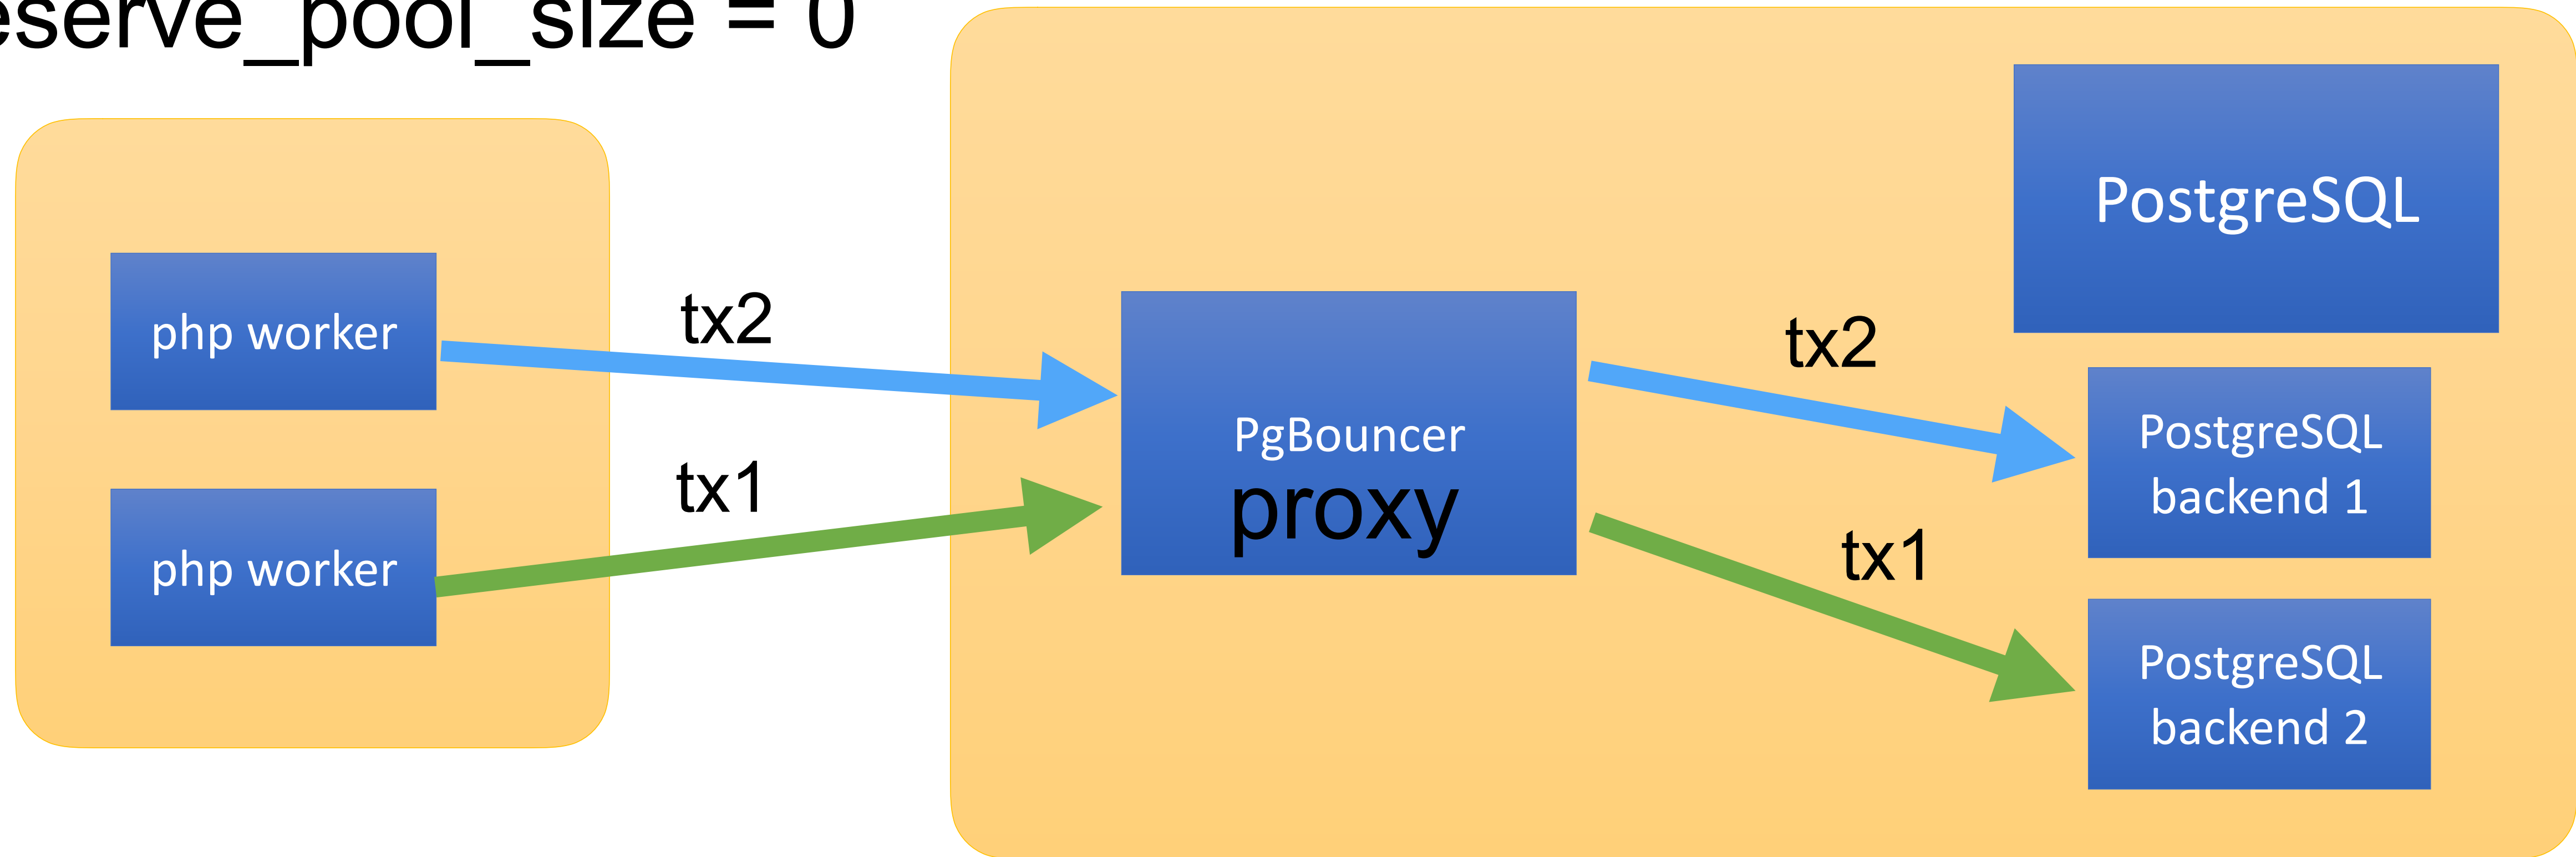 eserve_pool_size = 0
PostgreSQL
php worker
tx2
tx2
PgBouncer
proxy
PostgreSQL
backend 1
tx1
tx1
php worker
PostgreSQL
backend 2